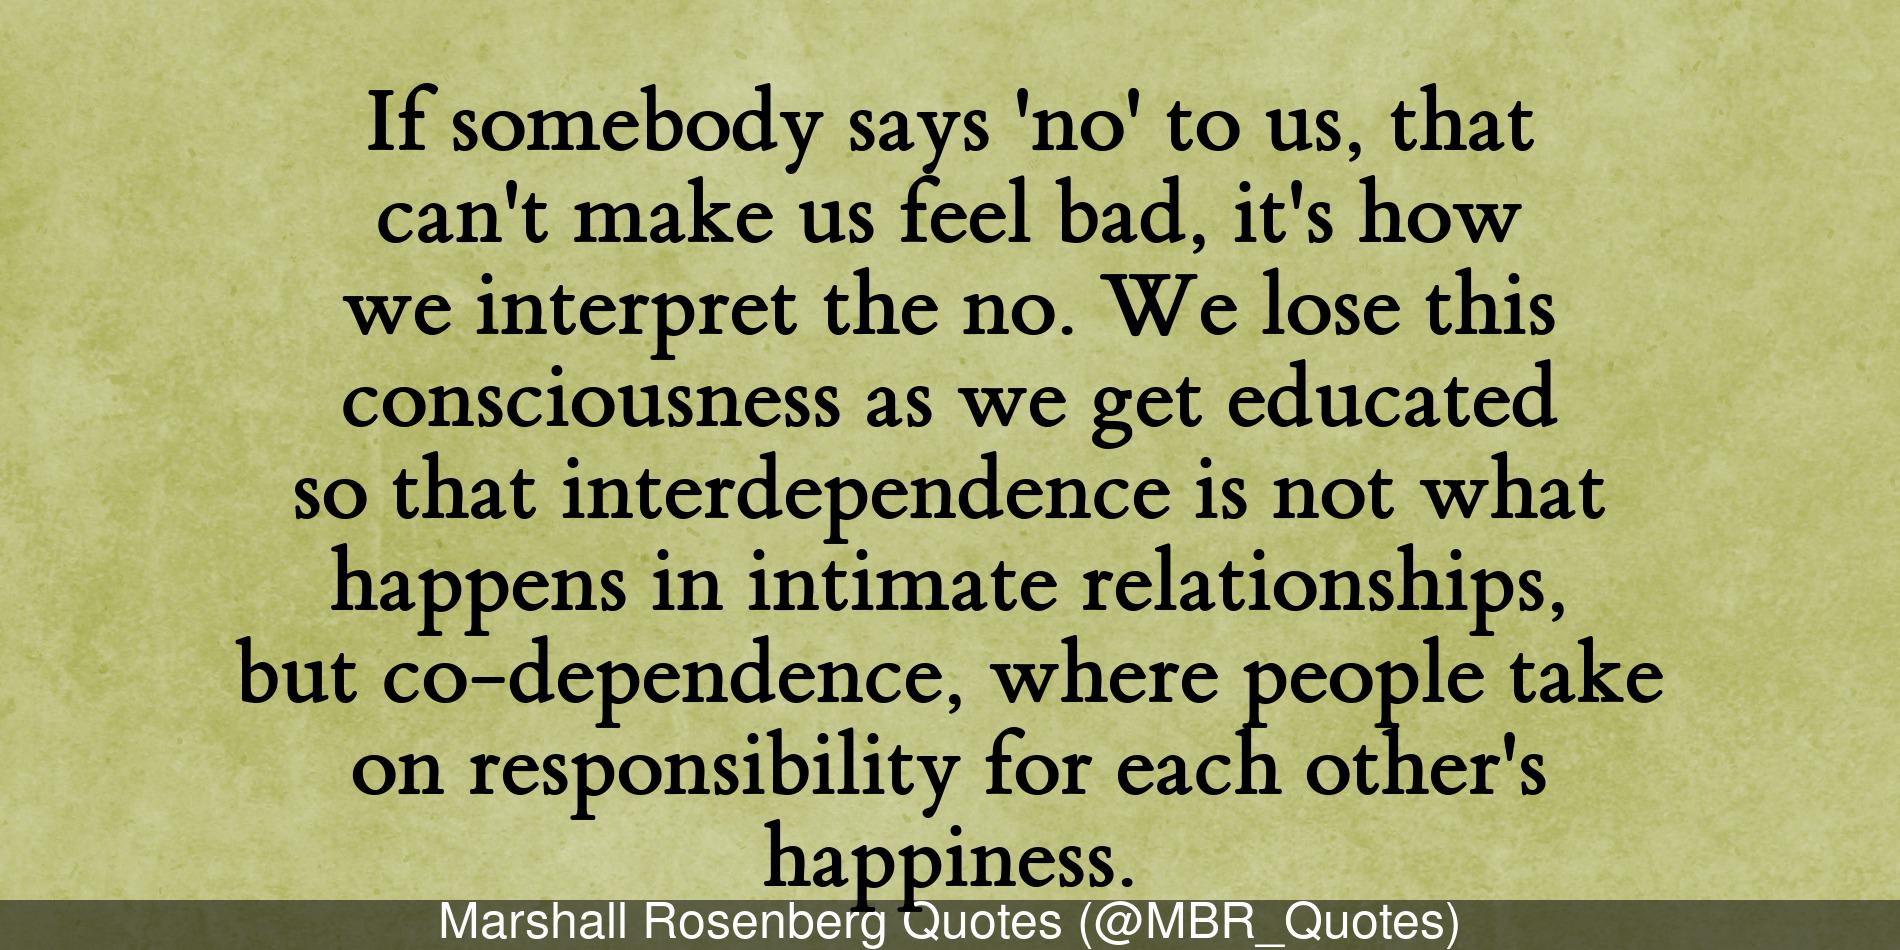 If somebody says 'no' to us, that
can't make us feel bad, it's how
we interpret the no. We lose this
consciousness as we get educated
so that interdependence is not what
happens in intimate relationships,
but co-dependence, where people take
on responsibility for each other's
happiness.
Marshall Rosenberg Quotes (@MBR_Quotes)